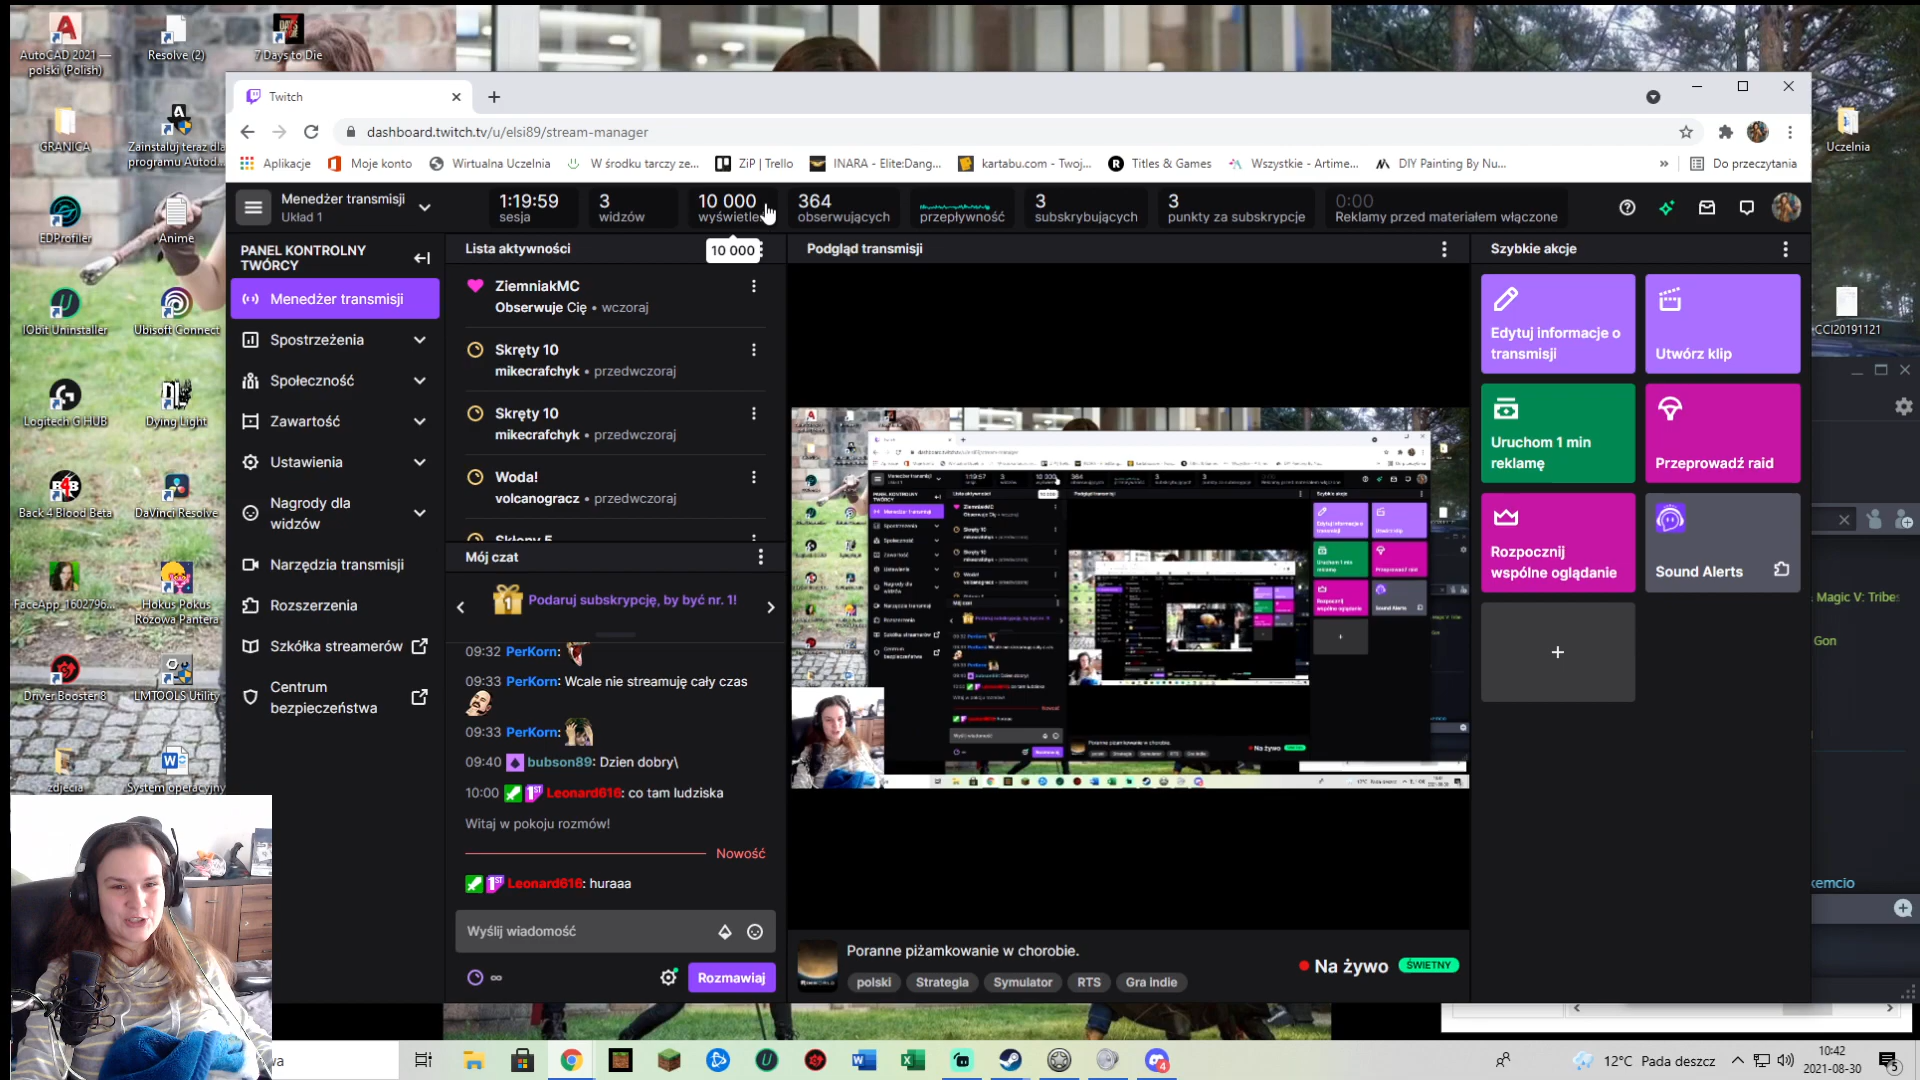 AutoCAD 2021 —
polski (Polish)
Resolve (2)
7 Days to Die
GRANICA
Zainstaluj teraz dla
programu Autod...
EDProfiler
Anime
IObit Uninstaller
Ubisoft Connect
Logitech G HUB
Dying Light
Back 4 Blood Beta
DaVinci Resolve
FaceApp_1602796...
Hokus Pokus
Różowa Pantera
Driver Booster 8
LMTOOLS Utility
zdjecia
System operacyjny
Uczelnia
CCI20191121
Twitch
dashboard.twitch.tv/u/elsi89/stream-manager
Aplikacje
Moje konto
Wirtualna Uczelnia
W środku tarczy ze...
ZiP | Trello
INARA - Elite:Dang...
kartabu.com - Twoj...
Titles & Games
Wszystkie - Artime...
DIY Painting By Nu...
»
Do przeczytania
Menedżer transmisji
Układ 1
1:19:59
sesja
3
widzów
10 000
wyświetle
364
obserwujących
przepływność
3
subskrybujących
3
punkty za subskrypcje
0:00
Reklamy przed materiałem włączone
10 000
PANEL KONTROLNY
TWÓRCY
Menedżer transmisji
Spostrzeżenia
Społeczność
Zawartość
Ustawienia
Nagrody dla
widzów
Narzędzia transmisji
Rozszerzenia
Szkółka streamerów
Centrum
bezpieczeństwa
Lista aktywności
ZiemniakMC
Obserwuje Cię • wczoraj
Skręty 10
mikecrafchyk • przedwczoraj
Skręty 10
mikecrafchyk • przedwczoraj
Woda!
volcanogracz • przedwczoraj
Skłony 5
Mój czat
1
Podaruj subskrypcję, by być nr. 1!
09:32 PerKorn:
09:33 PerKorn: Wcale nie streamuję cały czas
09:33 PerKorn:
09:40 bubson89: Dzien dobry\
10:00 1ST Leonard616: co tam ludziska
Witaj w pokoju rozmów!
Nowość
1ST Leonard616: huraaa
Wyślij wiadomość
∞
Rozmawiaj
Podgląd transmisji
Poranne piżamkowanie w chorobie.
polski
Strategia
Symulator
RTS
Gra Indie
Na żywo
ŚWIETNY
Szybkie akcje
Edytuj informacje o
transmisji
Utwórz klip
Uruchom 1 min
reklamę
Przeprowadź raid
Rozpocznij
wspólne oglądanie
Sound Alerts
+
Magic V: Tribes
Gon
kemcio
wa
4
12°C Pada deszcz
10:42
2021-08-30
5